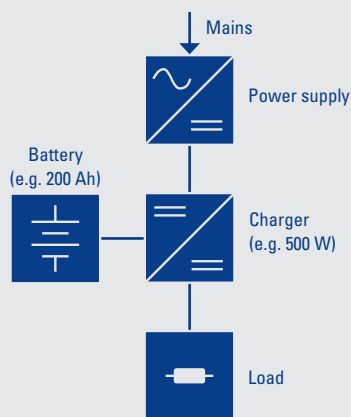 Mains
Power supply
Battery
(e.g. 200 Ah)
Charger
(e.g. 500 W)
Load